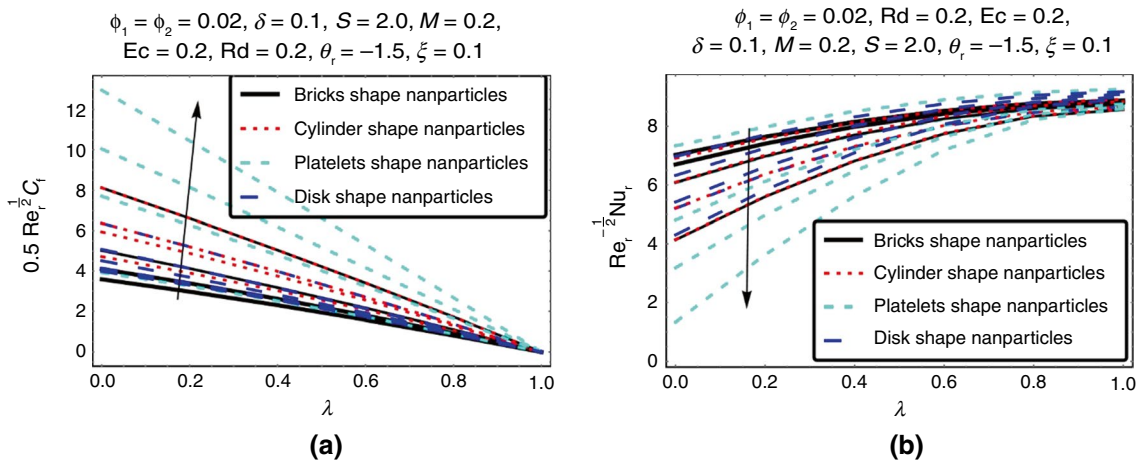 ϕ₁ = ϕ₂ = 0.02, δ = 0.1, S = 2.0, M = 0.2,
Ec = 0.2, Rd = 0.2, θᵣ = −1.5, ξ = 0.1
12
10
8
6
4
2
0
0.5 Reᵣ^½ C_f
Bricks shape nanparticles
Cylinder shape nanparticles
Platelets shape nanparticles
Disk shape nanparticles
0.0 0.2 0.4 0.6 0.8 1.0
λ
(a)
ϕ₁ = ϕ₂ = 0.02, Rd = 0.2, Ec = 0.2,
δ = 0.1, M = 0.2, S = 2.0, θᵣ = −1.5, ξ = 0.1
8
6
4
2
0
Reᵣ^−½ Nuᵣ
Bricks shape nanparticles
Cylinder shape nanparticles
Platelets shape nanparticles
Disk shape nanparticles
0.0 0.2 0.4 0.6 0.8 1.0
λ
(b)